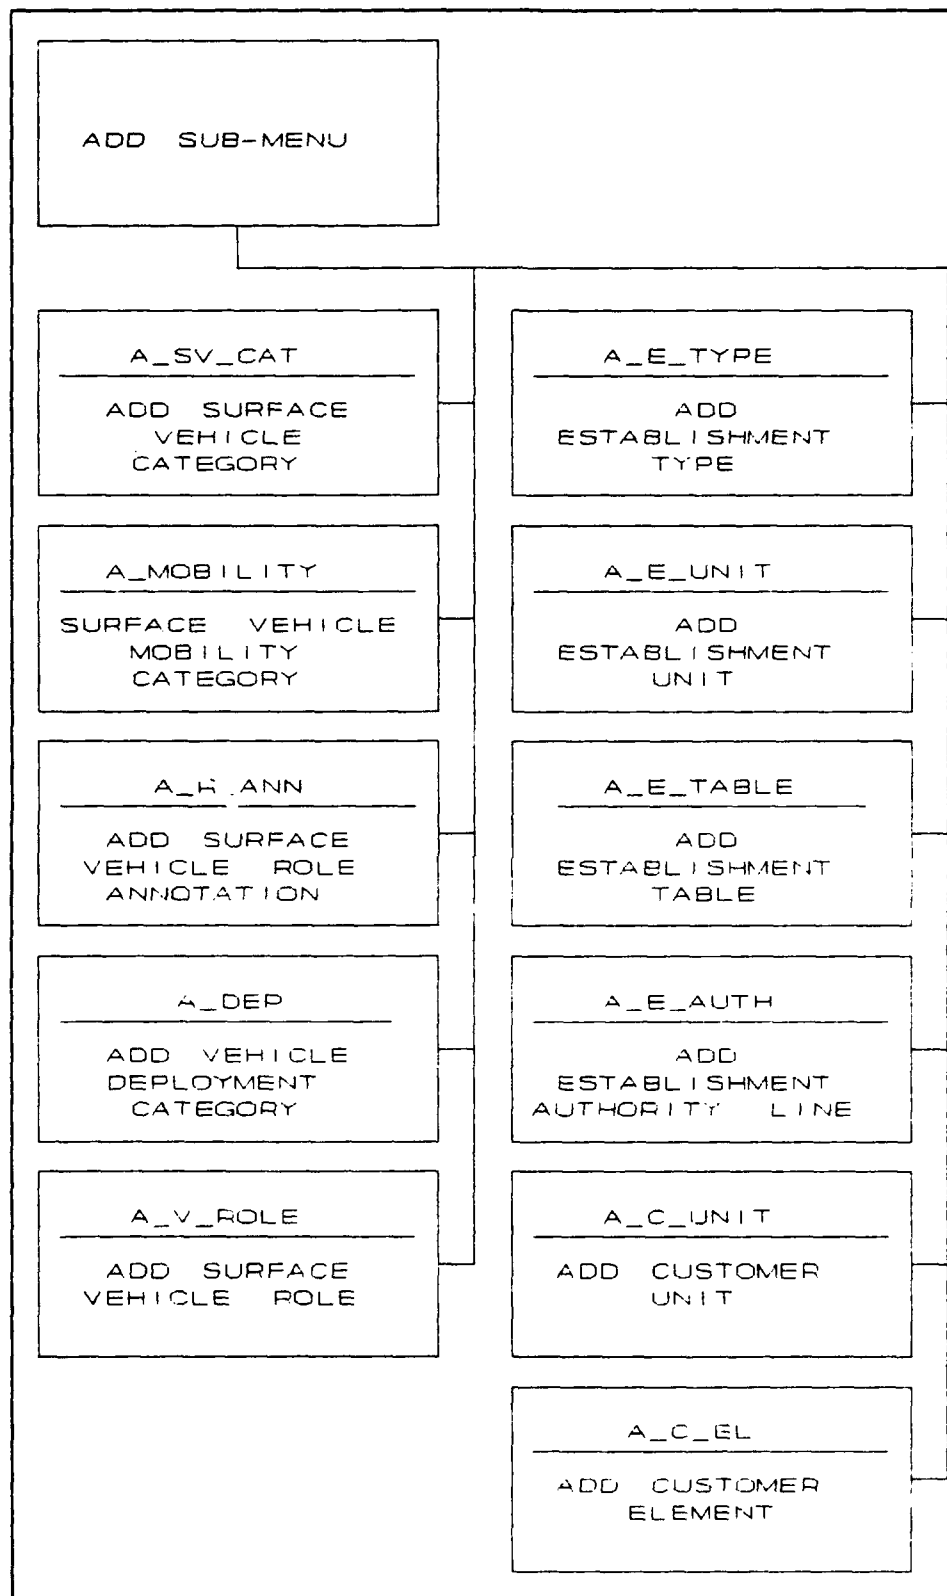 ADD SUB-MENU
A_SV_CAT
ADD SURFACE
VEHICLE
CATEGORY
A_MOBILITY
SURFACE VEHICLE
MOBILITY
CATEGORY
A_R_ANN
ADD SURFACE
VEHICLE ROLE
ANNOTATION
A_DEP
ADD VEHICLE
DEPLOYMENT
CATEGORY
A_V_ROLE
ADD SURFACE
VEHICLE ROLE
A_E_TYPE
ADD
ESTABLISHMENT
TYPE
A_E_UNIT
ADD
ESTABLISHMENT
UNIT
A_E_TABLE
ADD
ESTABLISHMENT
TABLE
A_E_AUTH
ADD
ESTABLISHMENT
AUTHORITY LINE
A_C_UNIT
ADD CUSTOMER
UNIT
A_C_EL
ADD CUSTOMER
ELEMENT